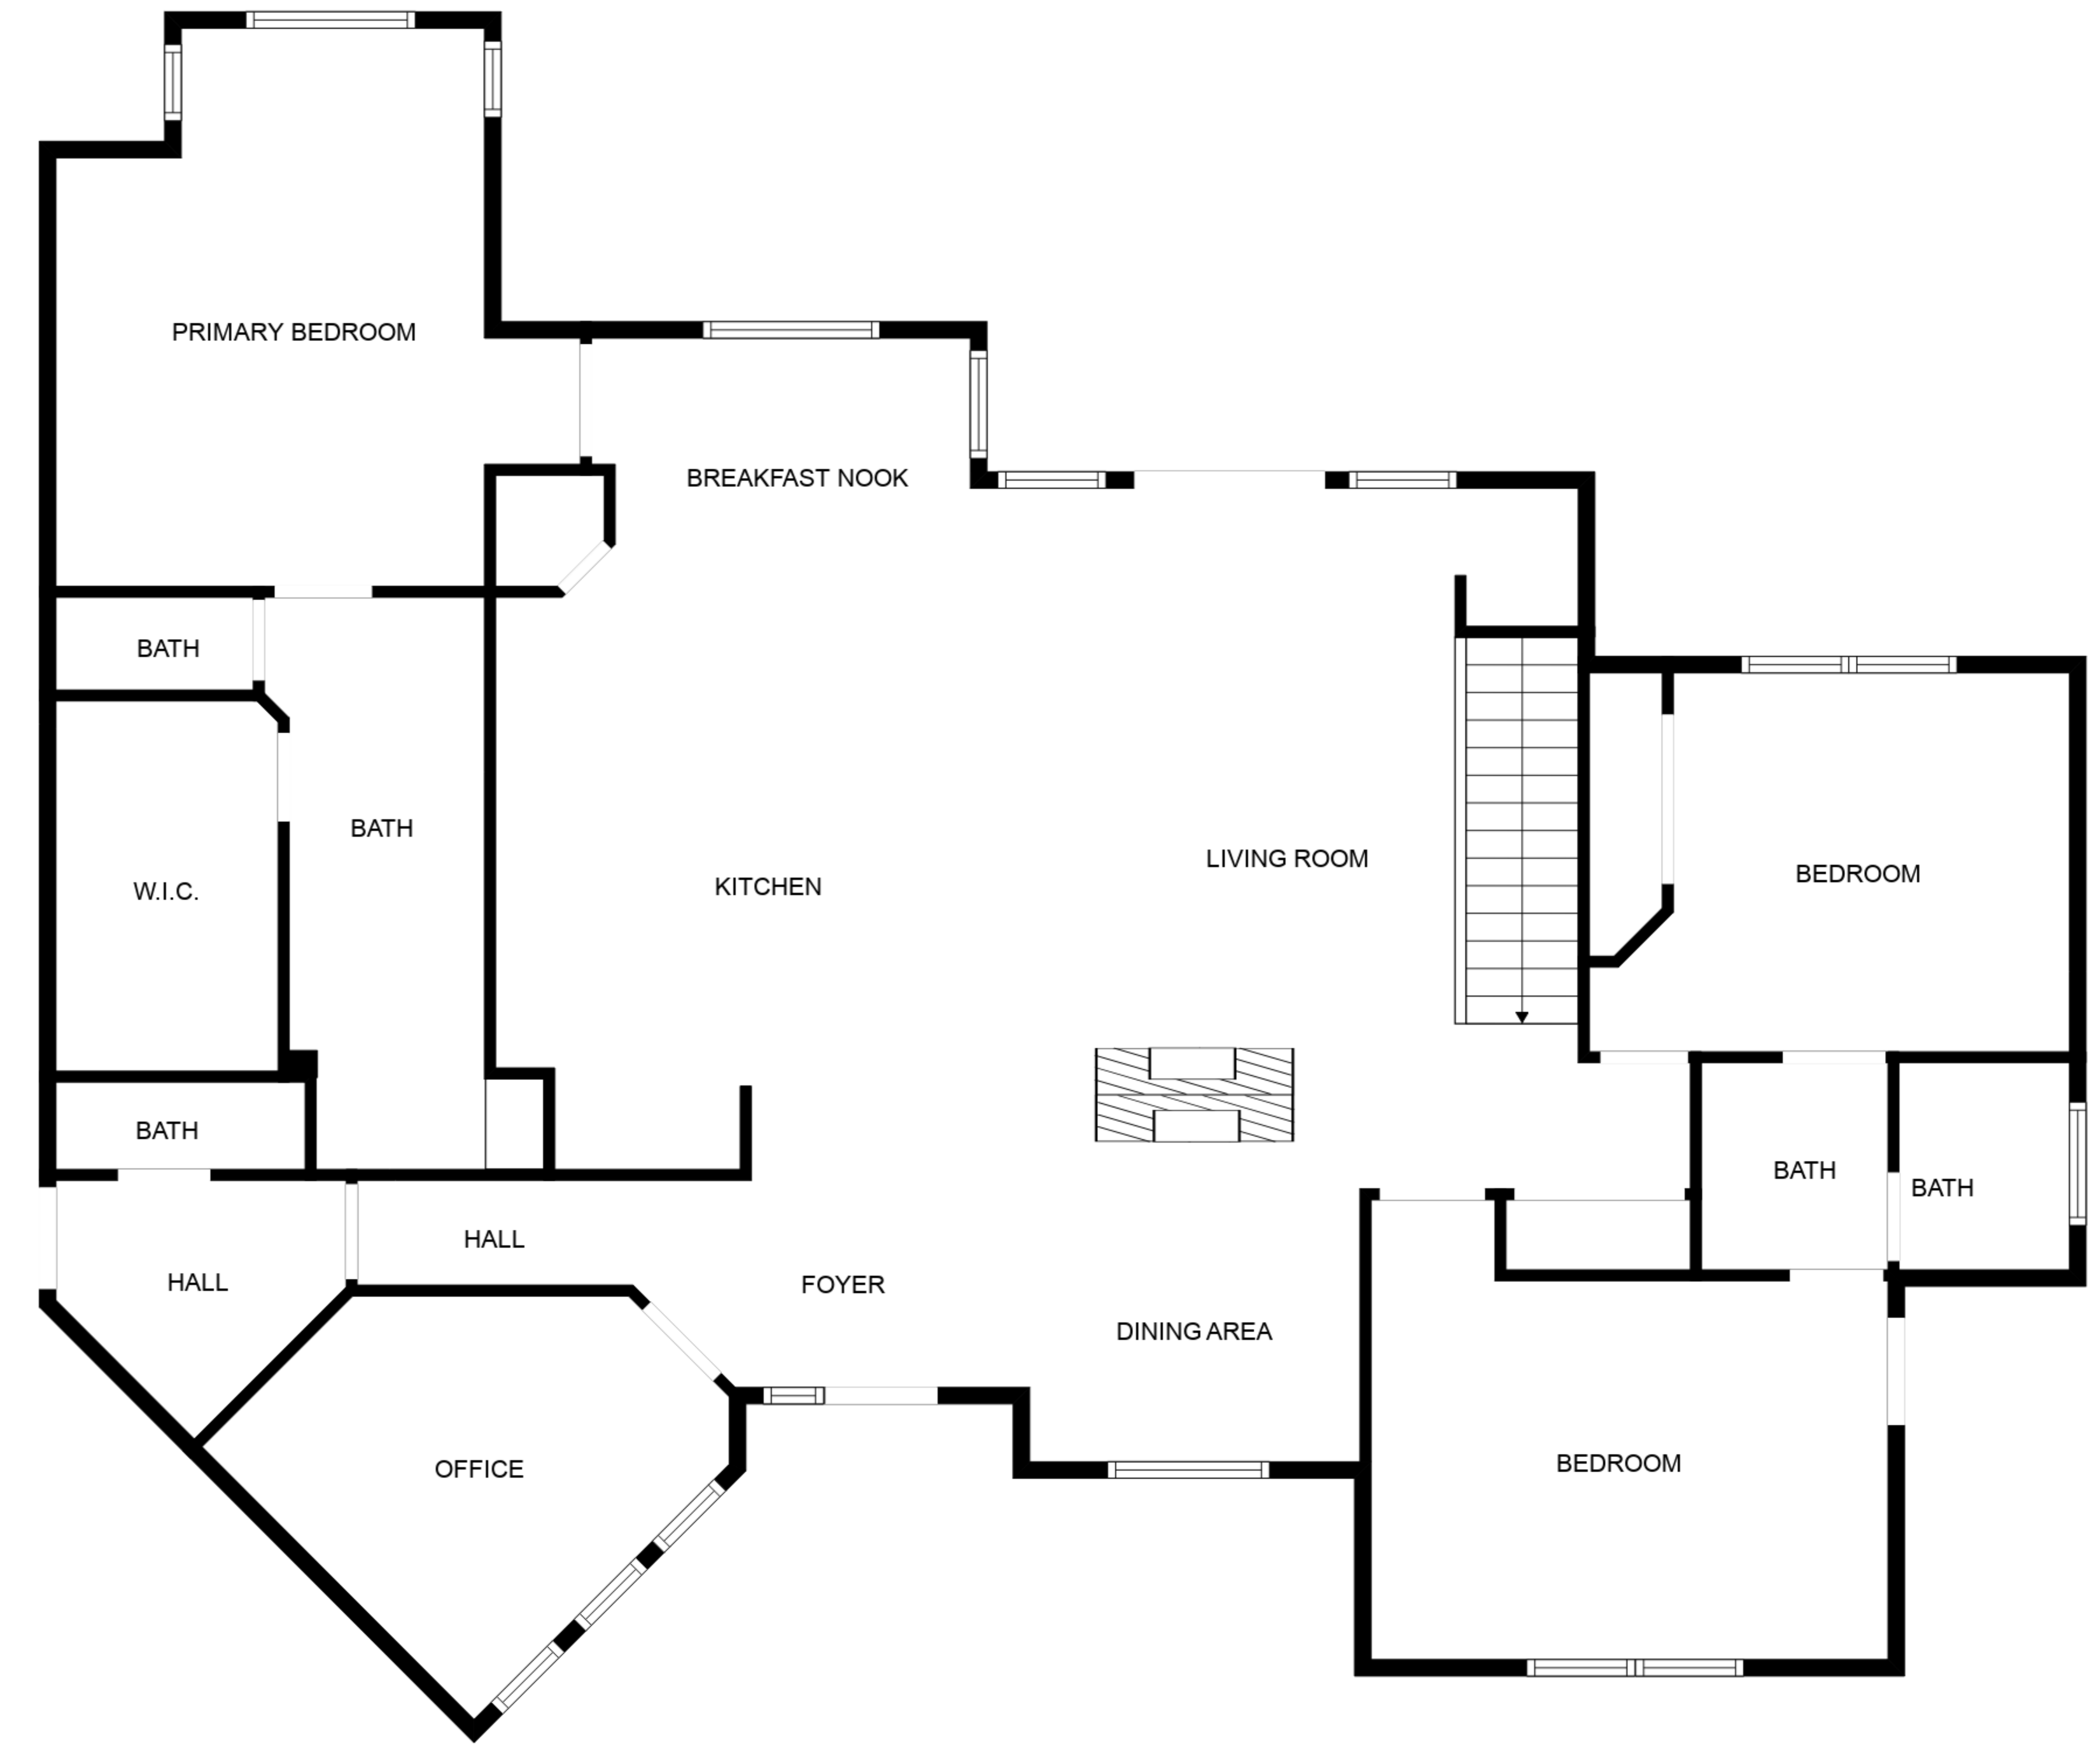 PRIMARY BEDROOM
BREAKFAST NOOK
BATH
BATH
LIVING ROOM
BEDROOM
KITCHEN
W.I.C.
BATH
BATH
BATH
HALL
HALL
FOYER
DINING AREA
BEDROOM
OFFICE